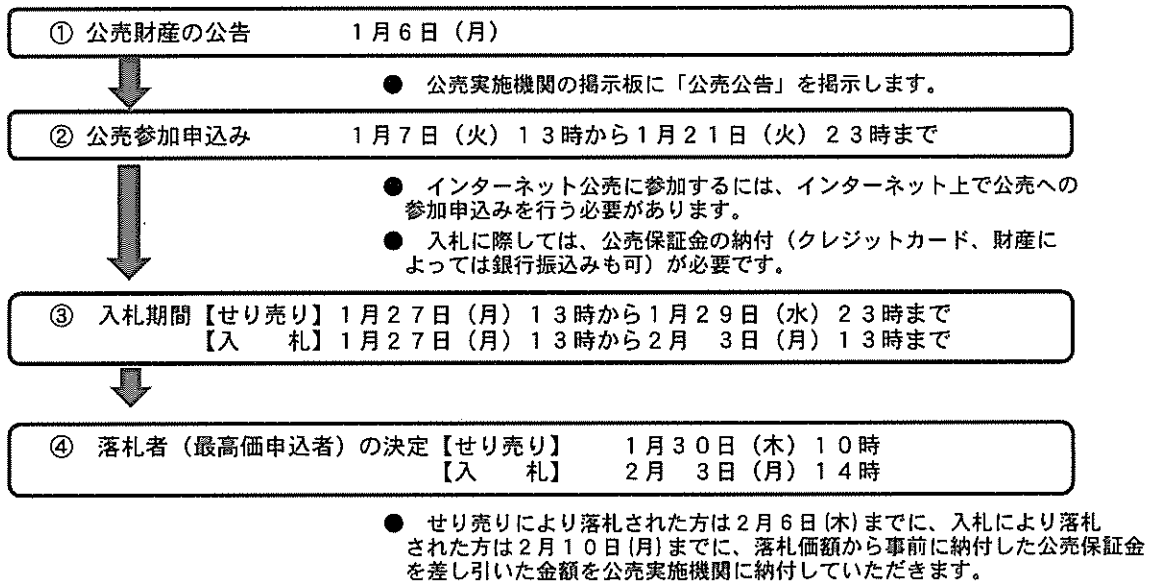 ① 公売財産の公告　1月6日（月）
● 公売実施機関の掲示板に「公売公告」を掲示します。
② 公売参加申込み　1月7日（火）13時から1月21日（火）23時まで
● インターネット公売に参加するには、インターネット上で公売への
参加申込みを行う必要があります。
● 入札に際しては、公売保証金の納付（クレジットカード、財産に
よっては銀行振込みも可）が必要です。
③ 入札期間【せり売り】1月27日（月）13時から1月29日（水）23時まで
【入　札】1月27日（月）13時から2月　3日（月）13時まで
④ 落札者（最高価申込者）の決定【せり売り】　1月30日（木）10時
【入　札】　2月　3日（月）14時
● せり売りにより落札された方は2月6日(木)までに、入札により落札
された方は2月10日(月)までに、落札価額から事前に納付した公売保証金
を差し引いた金額を公売実施機関に納付していただきます。